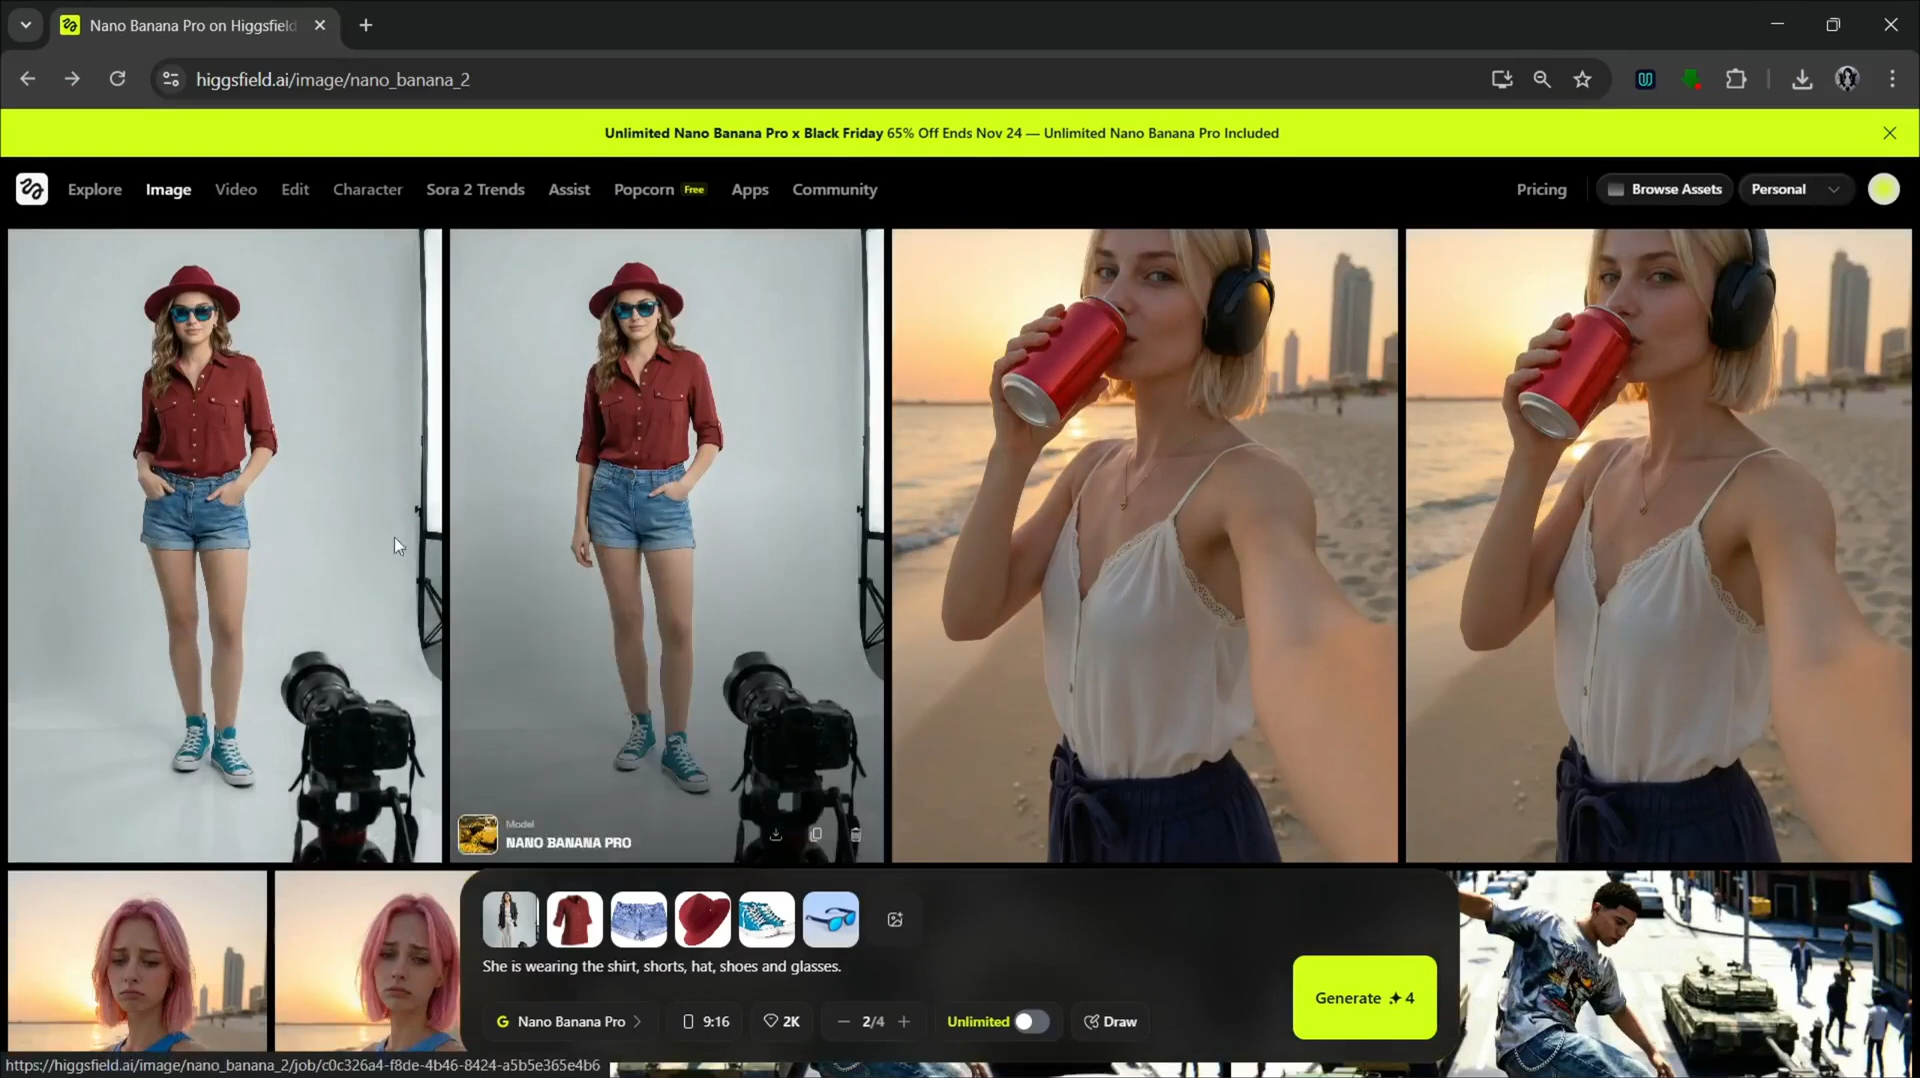 Nano Banana Pro on Higgsfield
higgsfield.ai/image/nano_banana_2
Unlimited Nano Banana Pro x Black Friday 65% Off Ends Nov 24 — Unlimited Nano Banana Pro Included
Explore Image Video Edit Character Sora 2 Trends Assist Popcorn Free Apps Community Pricing Browse Assets Personal
Model
NANO BANANA PRO
She is wearing the shirt, shorts, hat, shoes and glasses.
Generate 4
G Nano Banana Pro 9:16 2K 2/4 Unlimited Draw
https://higgsfield.ai/image/nano_banana_2/job/c0c326a4-f8de-4b46-8424-a5b5e365e4b6